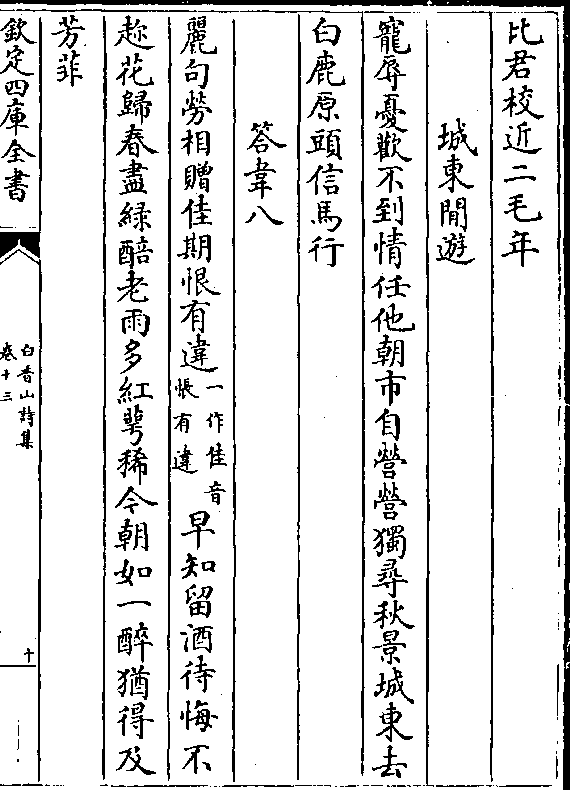 比君校近二毛年
城東閒遊
寵辱憂歡不到情任他朝市自營營獨尋秋景城東去
白鹿原頭信馬行
答韋八
麗句勞相贈佳期恨有違一作佳音悵有違早知留酒待悔不
趂花歸春盡綠醅老雨多紅萼稀今朝如一醉猶得及
芳菲
欽定四庫全書
白香山詩集
卷十三
十